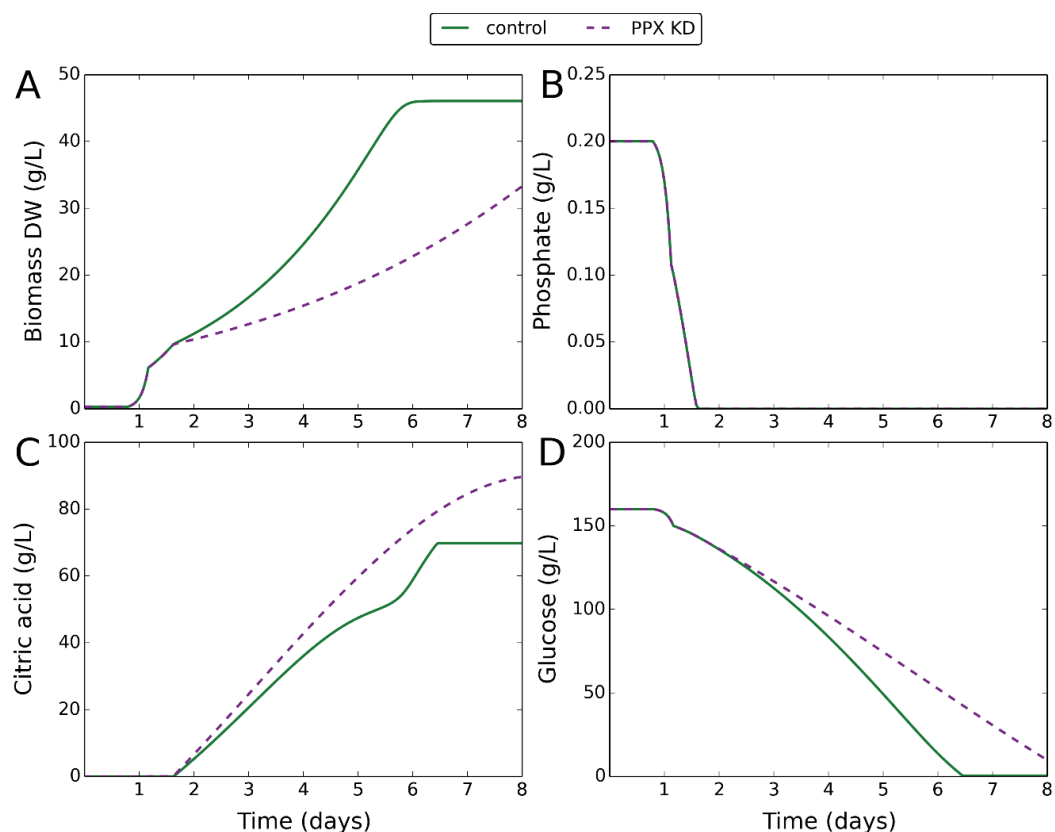 control PPX KD
A
Biomass DW (g/L)
50
40
30
20
10
0
1 2 3 4 5 6 7 8
B
Phosphate (g/L)
0.25
0.20
0.15
0.10
0.05
0.00
1 2 3 4 5 6 7 8
C
Citric acid (g/L)
100
80
60
40
20
0
1 2 3 4 5 6 7 8
Time (days)
D
Glucose (g/L)
200
150
100
50
0
1 2 3 4 5 6 7 8
Time (days)